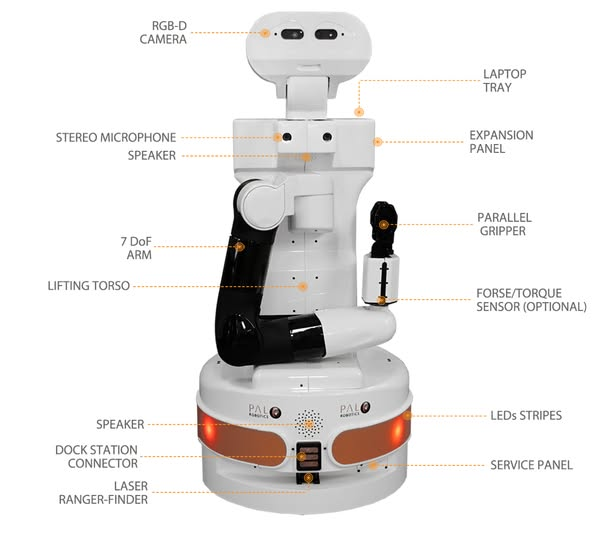 RGB-D
CAMERA
LAPTOP
TRAY
STEREO MICROPHONE
EXPANSION
PANEL
SPEAKER
PARALLEL
GRIPPER
7 DoF
ARM
LIFTING TORSO
FORSE/TORQUE
SENSOR (OPTIONAL)
PAL
ROBOTICS
PAL
ROBOTICS
SPEAKER
LEDs STRIPES
DOCK STATION
CONNECTOR
SERVICE PANEL
LASER
RANGER-FINDER